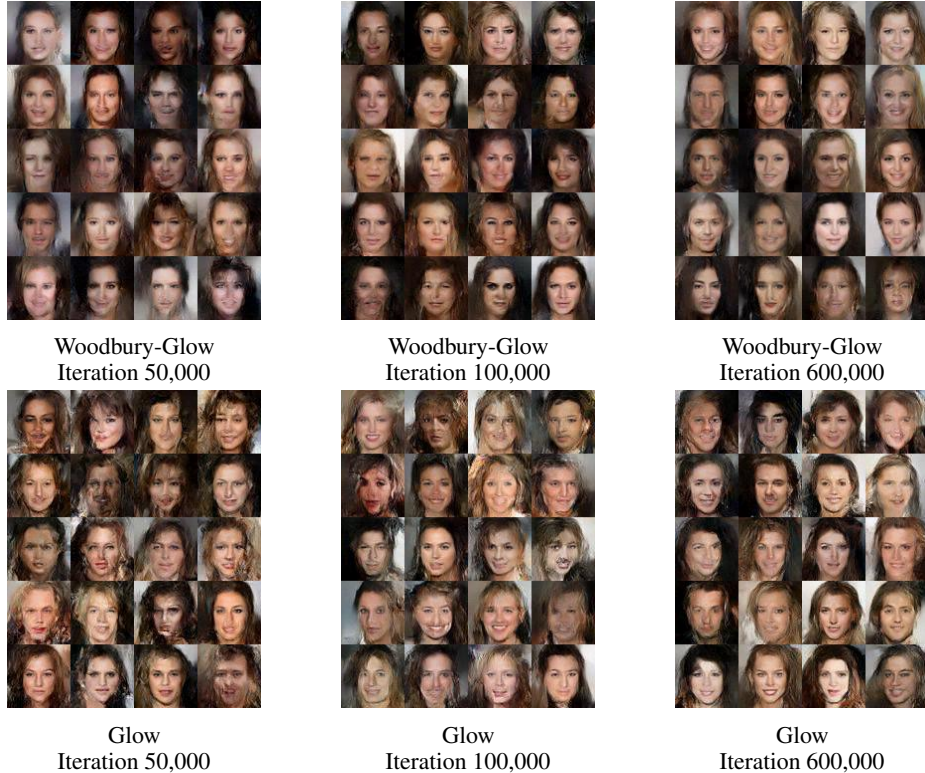 Woodbury-Glow
Iteration 50,000
Woodbury-Glow
Iteration 100,000
Woodbury-Glow
Iteration 600,000
Glow
Iteration 50,000
Glow
Iteration 100,000
Glow
Iteration 600,000